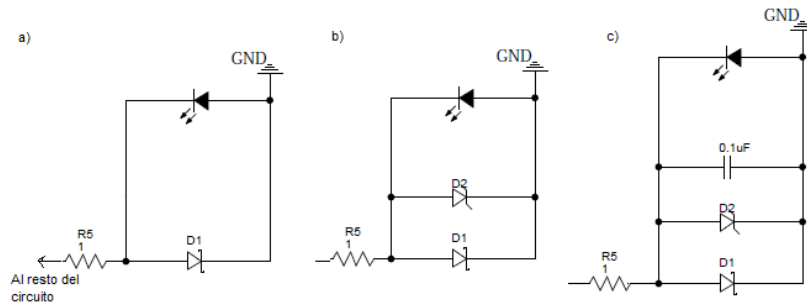 a)
GND
R5
1
D1
Al resto del
circuito
b)
GND
D2
R5
1
D1
c)
GND
0.1uF
D2
R5
1
D1